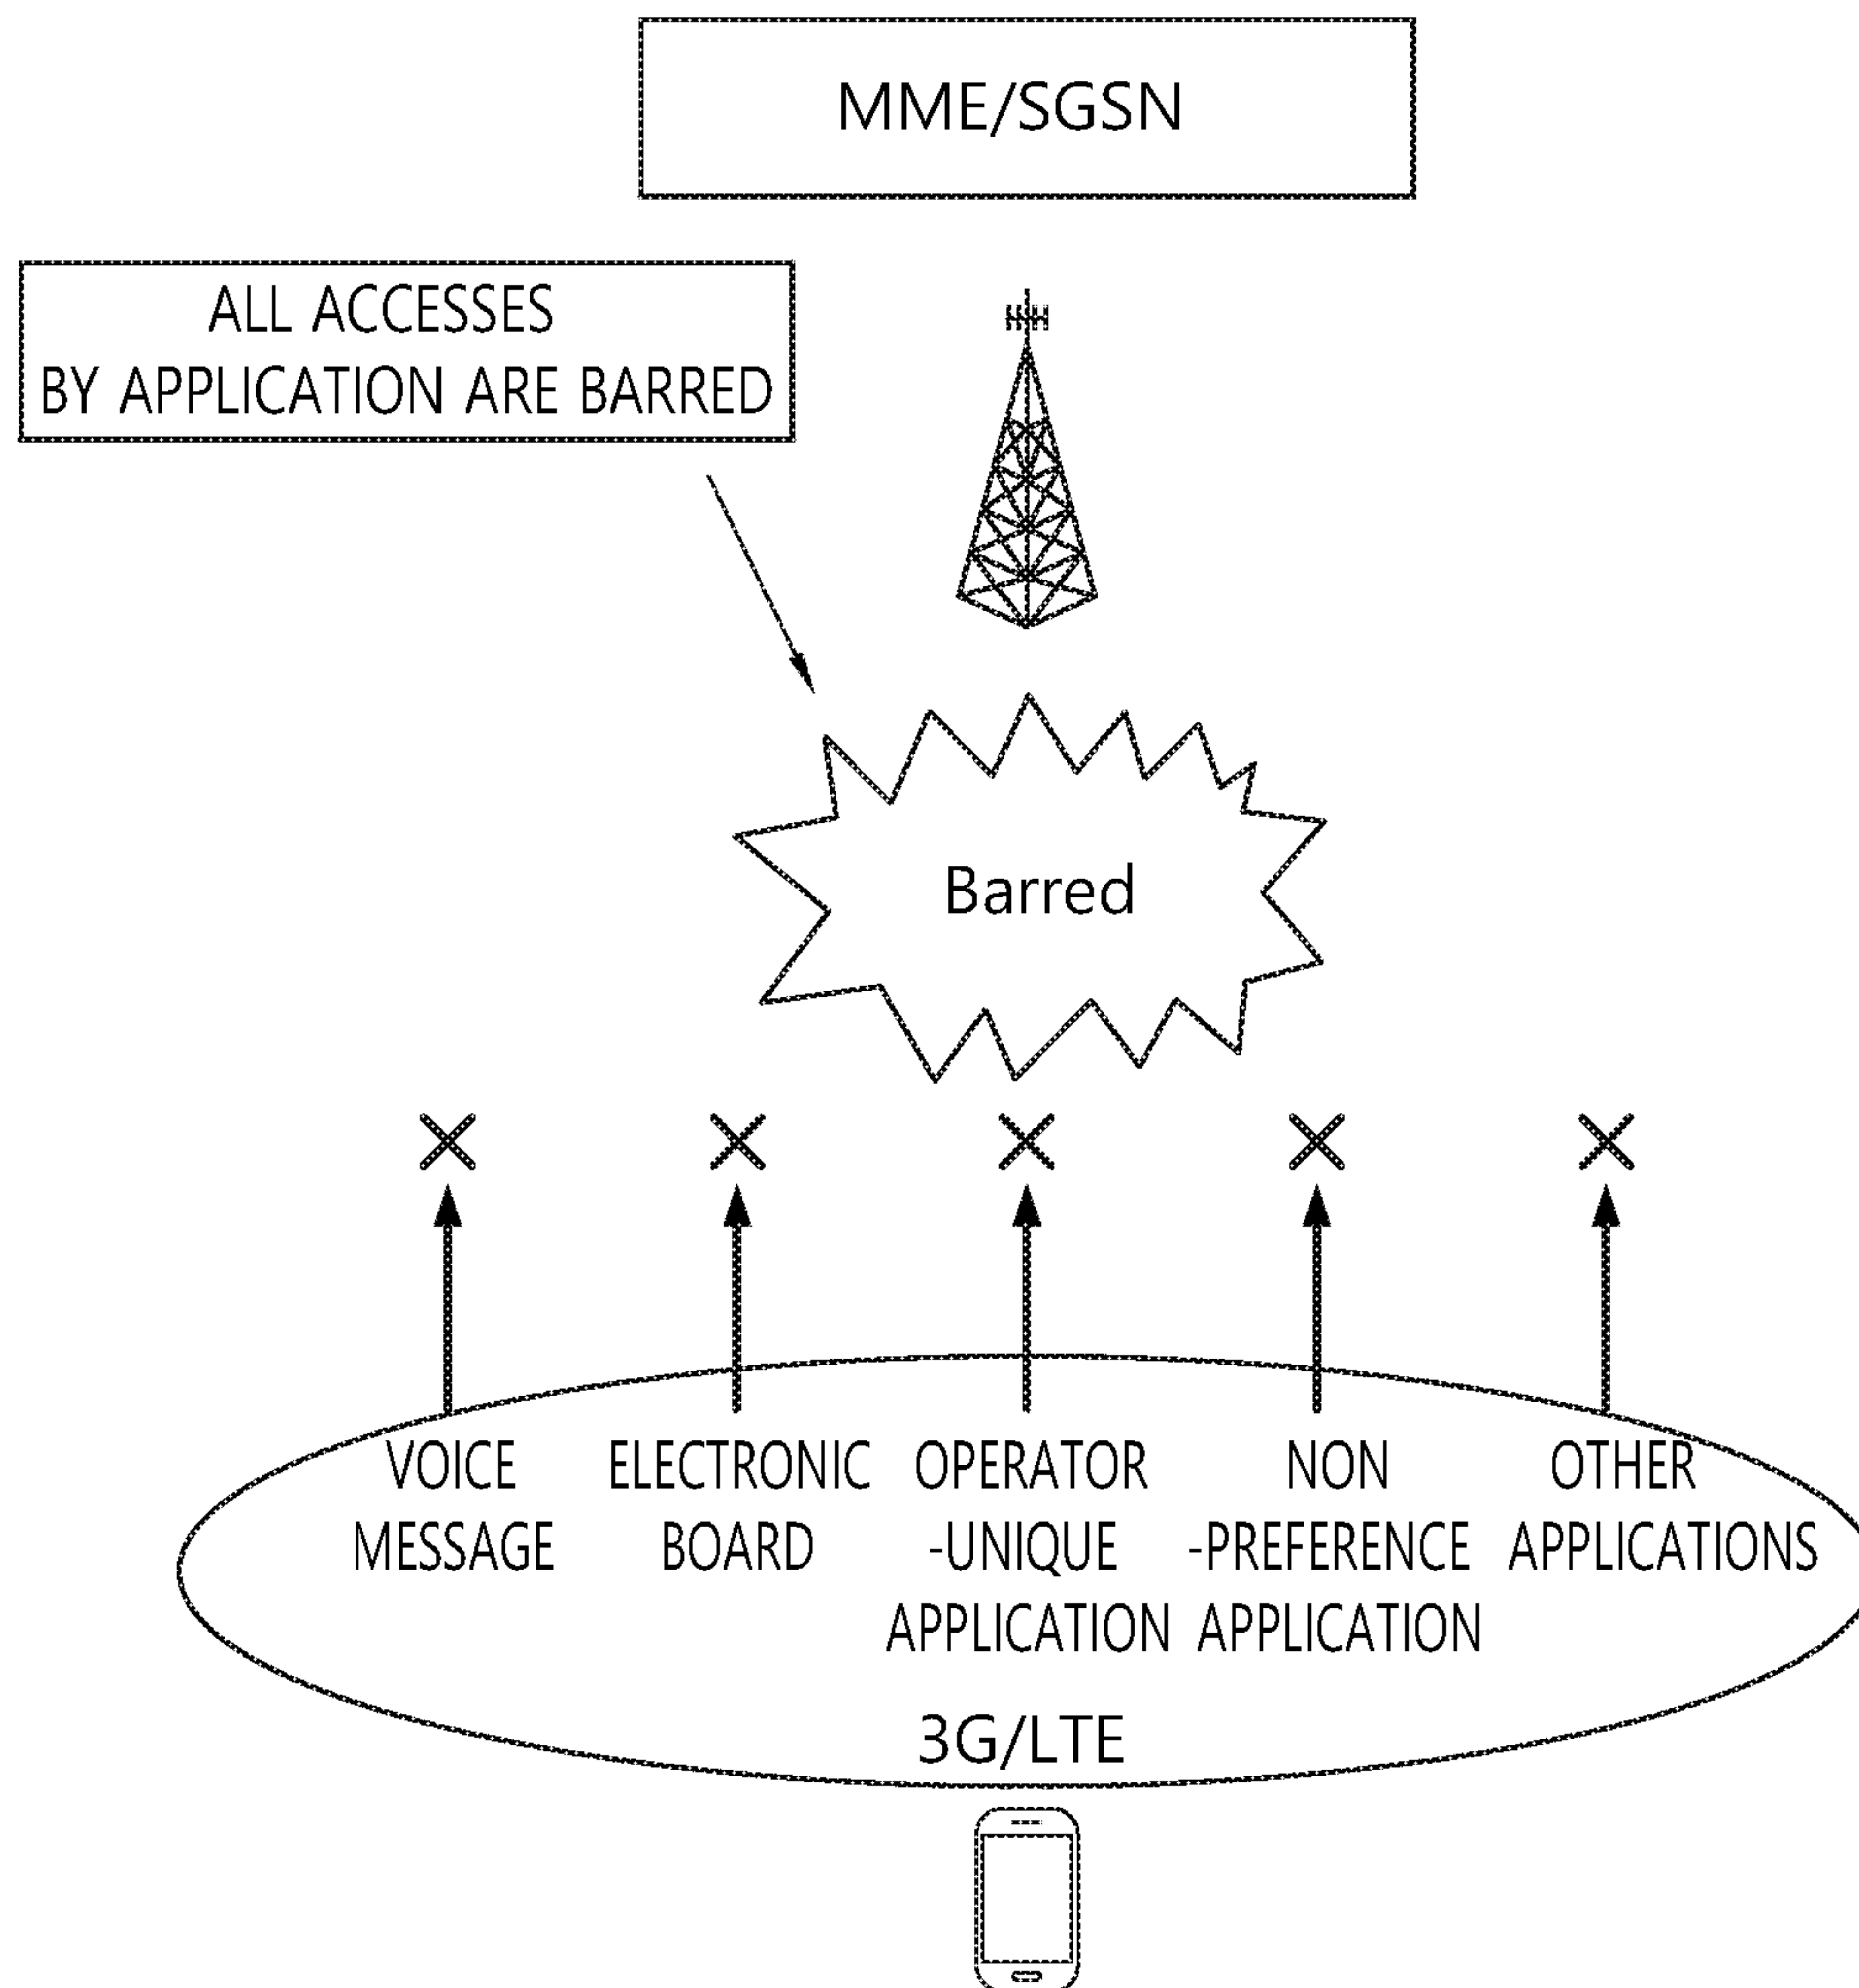 MME/SGSN
ALL ACCESSES
BY APPLICATION ARE BARRED
Barred
VOICE
MESSAGE
ELECTRONIC
BOARD
OPERATOR
-UNIQUE
APPLICATION
NON
-PREFERENCE
APPLICATION
OTHER
APPLICATIONS
3G/LTE